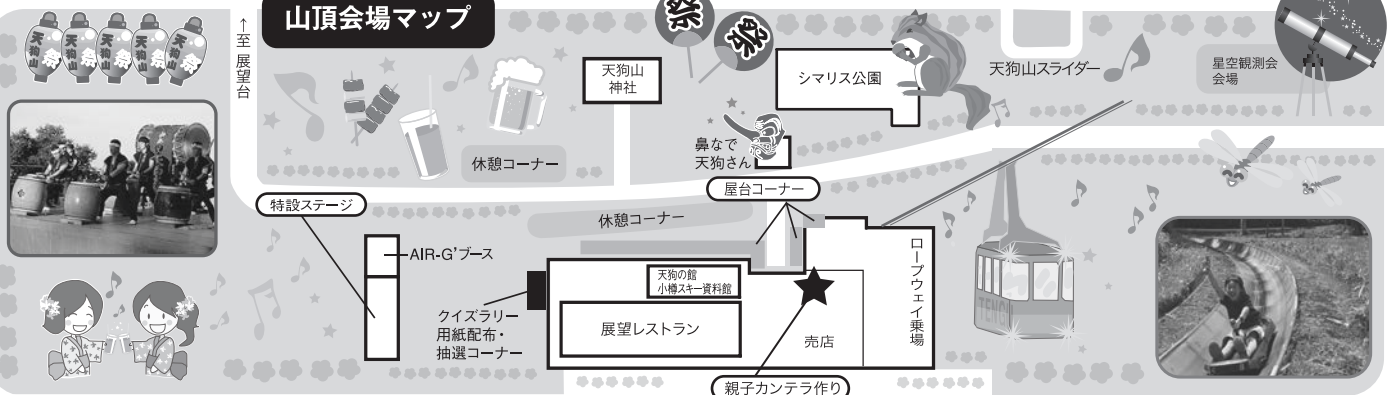 山頂会場マップ
天狗山
祭
天狗山
祭
天狗山
祭
天狗山
祭
天狗山
祭
←至 展望台
祭
祭
天狗山
神社
シマリス公園
天狗山スライダー
星空観測会
会場
休憩コーナー
鼻なで
天狗さん
屋台コーナー
特設ステージ
休憩コーナー
AIR-G'ブース
天狗の館
小樽スキー資料館
ロープウェイ乗場
クイズラリー
用紙配布・
抽選コーナー
展望レストラン
売店
親子カンテラ作り